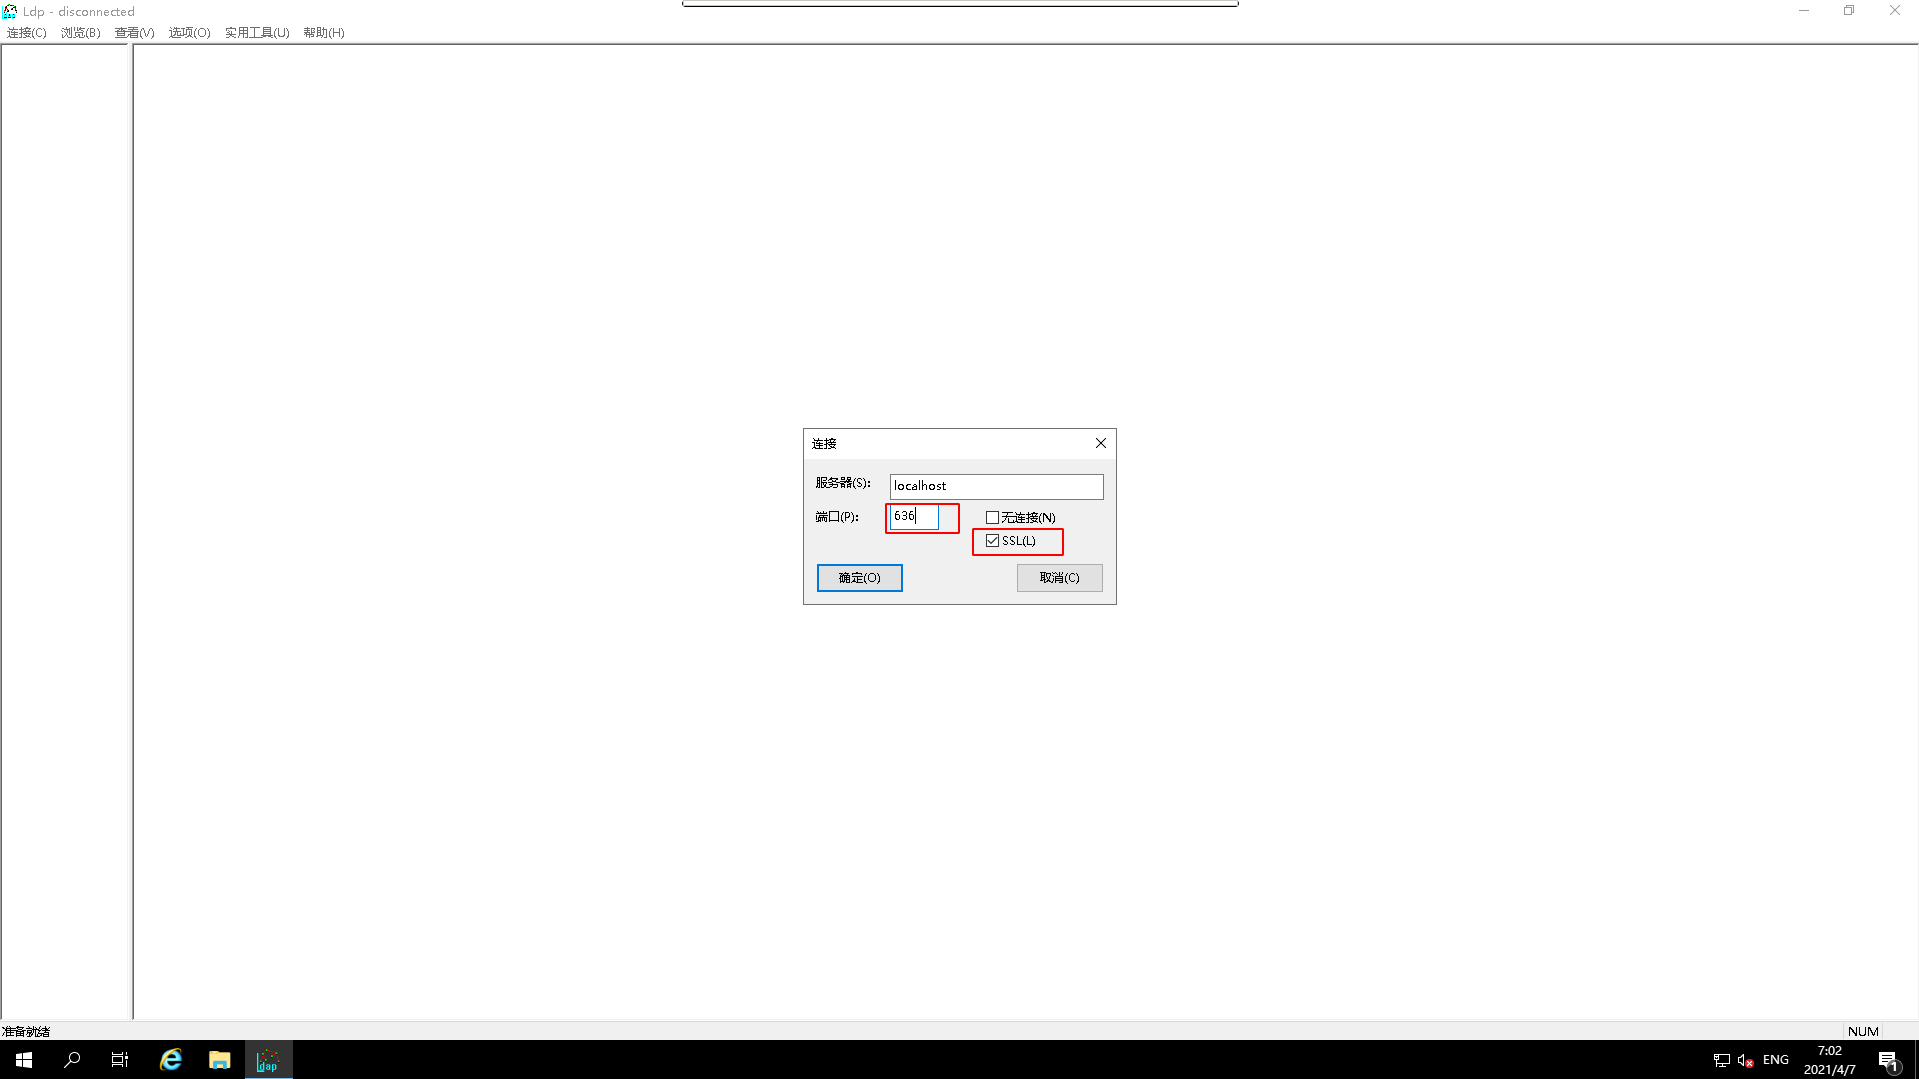 Ldp - disconnected
连接(C) 浏览(B) 查看(V) 选项(O) 实用工具(U) 帮助(H)
连接
服务器(S): localhost
端口(P): 636 无连接(N)
SSL(L)
确定(O) 取消(C)
准备就绪 NUM
dap ENG 7:02
2021/4/7 1